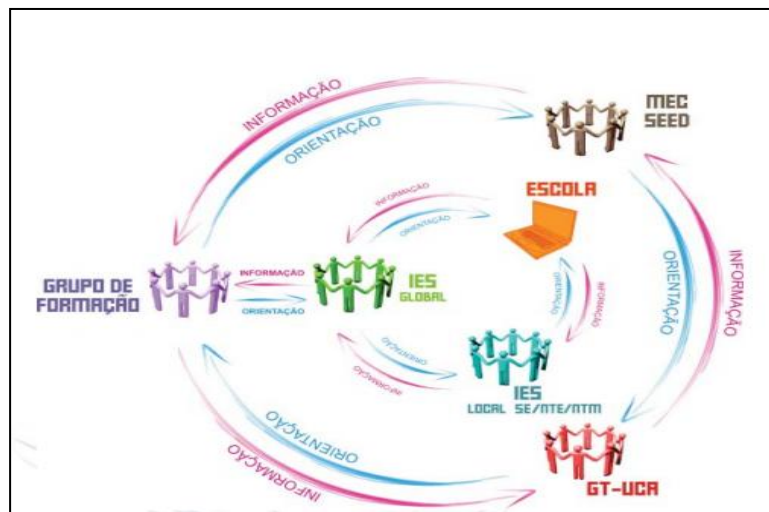 INFORMAÇÃO
ORIENTAÇÃO
MEC
SEED
ESCOLA
INFORMAÇÃO
ORIENTAÇÃO
GRUPO DE
FORMAÇÃO
INFORMAÇÃO
ORIENTAÇÃO
IES
GLOBAL
ORIENTAÇÃO
INFORMAÇÃO
ORIENTAÇÃO
INFORMAÇÃO
ORIENTAÇÃO
INFORMAÇÃO
IES
LOCAL SE/NTE/NTM
ORIENTAÇÃO
INFORMAÇÃO
GT-UCA